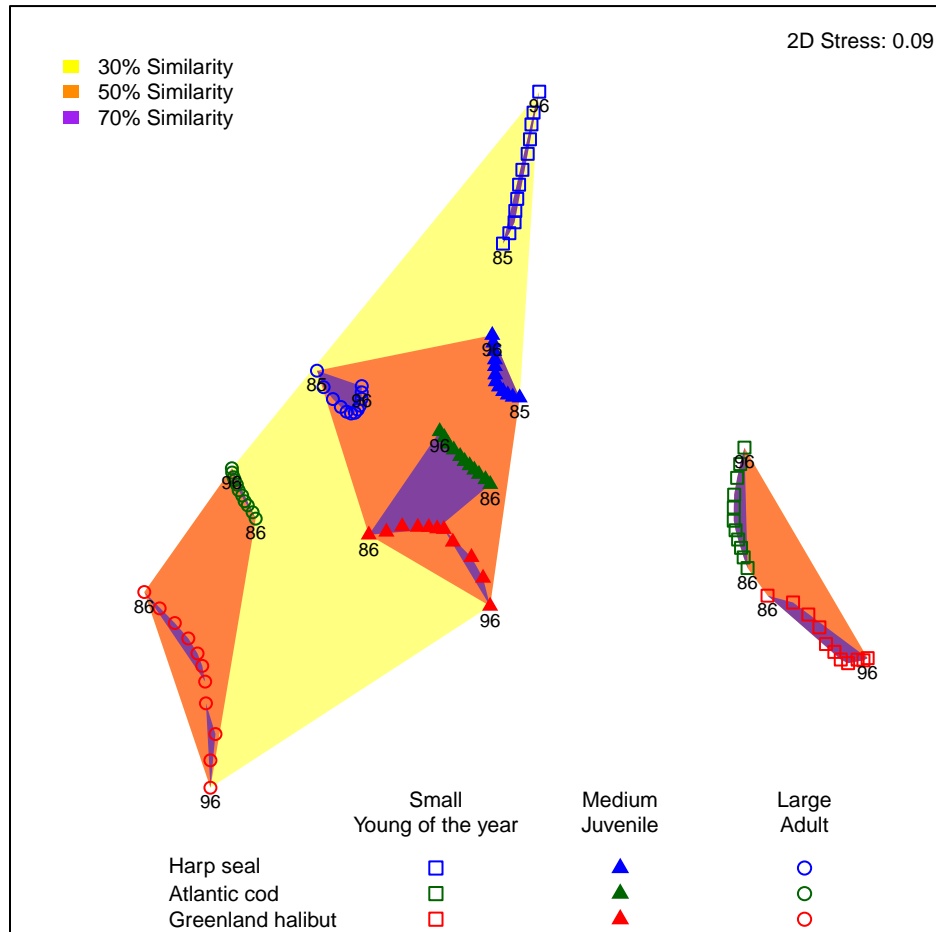 2D Stress: 0.09
30% Similarity
50% Similarity
70% Similarity
96
85
96
85
96
85
96
96
86
96
86
86
96
86
96
86
86
96
96
Small Medium Large
Young of the year Juvenile Adult
Harp seal
Atlantic cod
Greenland halibut